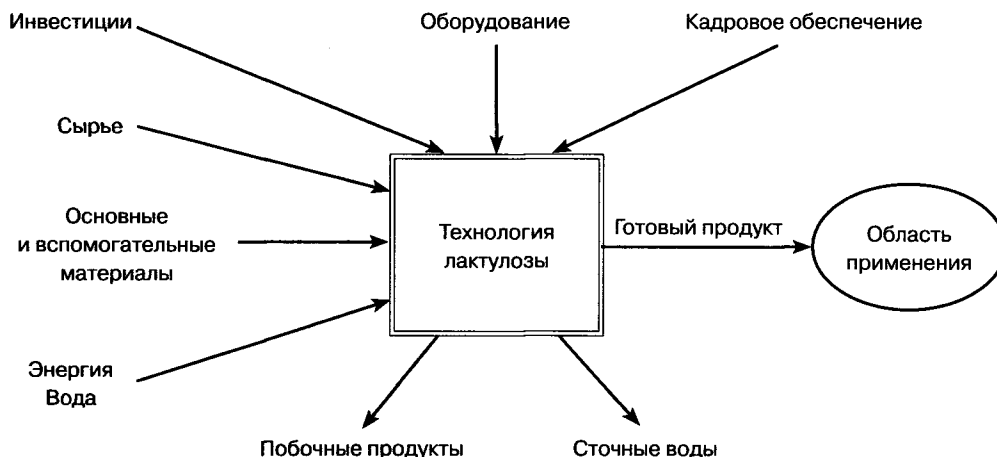 Инвестиции
Оборудование
Кадровое обеспечение
Сырье
Основные
и вспомогательные
материалы
Технология
лактулозы
Готовый продукт
Область
применения
Энергия
Вода
Побочные продукты
Сточные воды